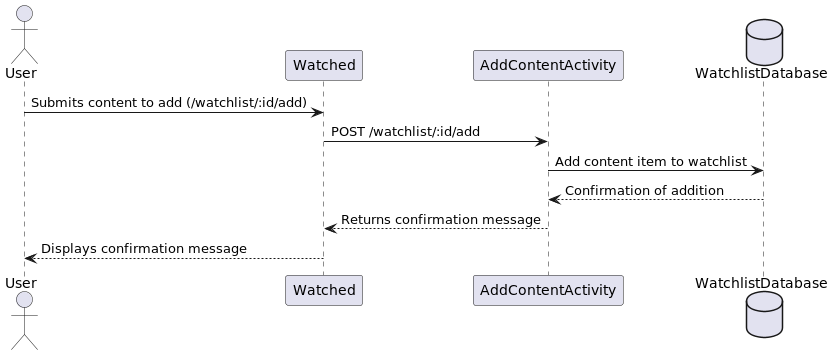 User
Watched
AddContentActivity
WatchlistDatabase
Submits content to add (/watchlist/:id/add)
POST /watchlist/:id/add
Add content item to watchlist
Confirmation of addition
Returns confirmation message
Displays confirmation message
User
Watched
AddContentActivity
WatchlistDatabase